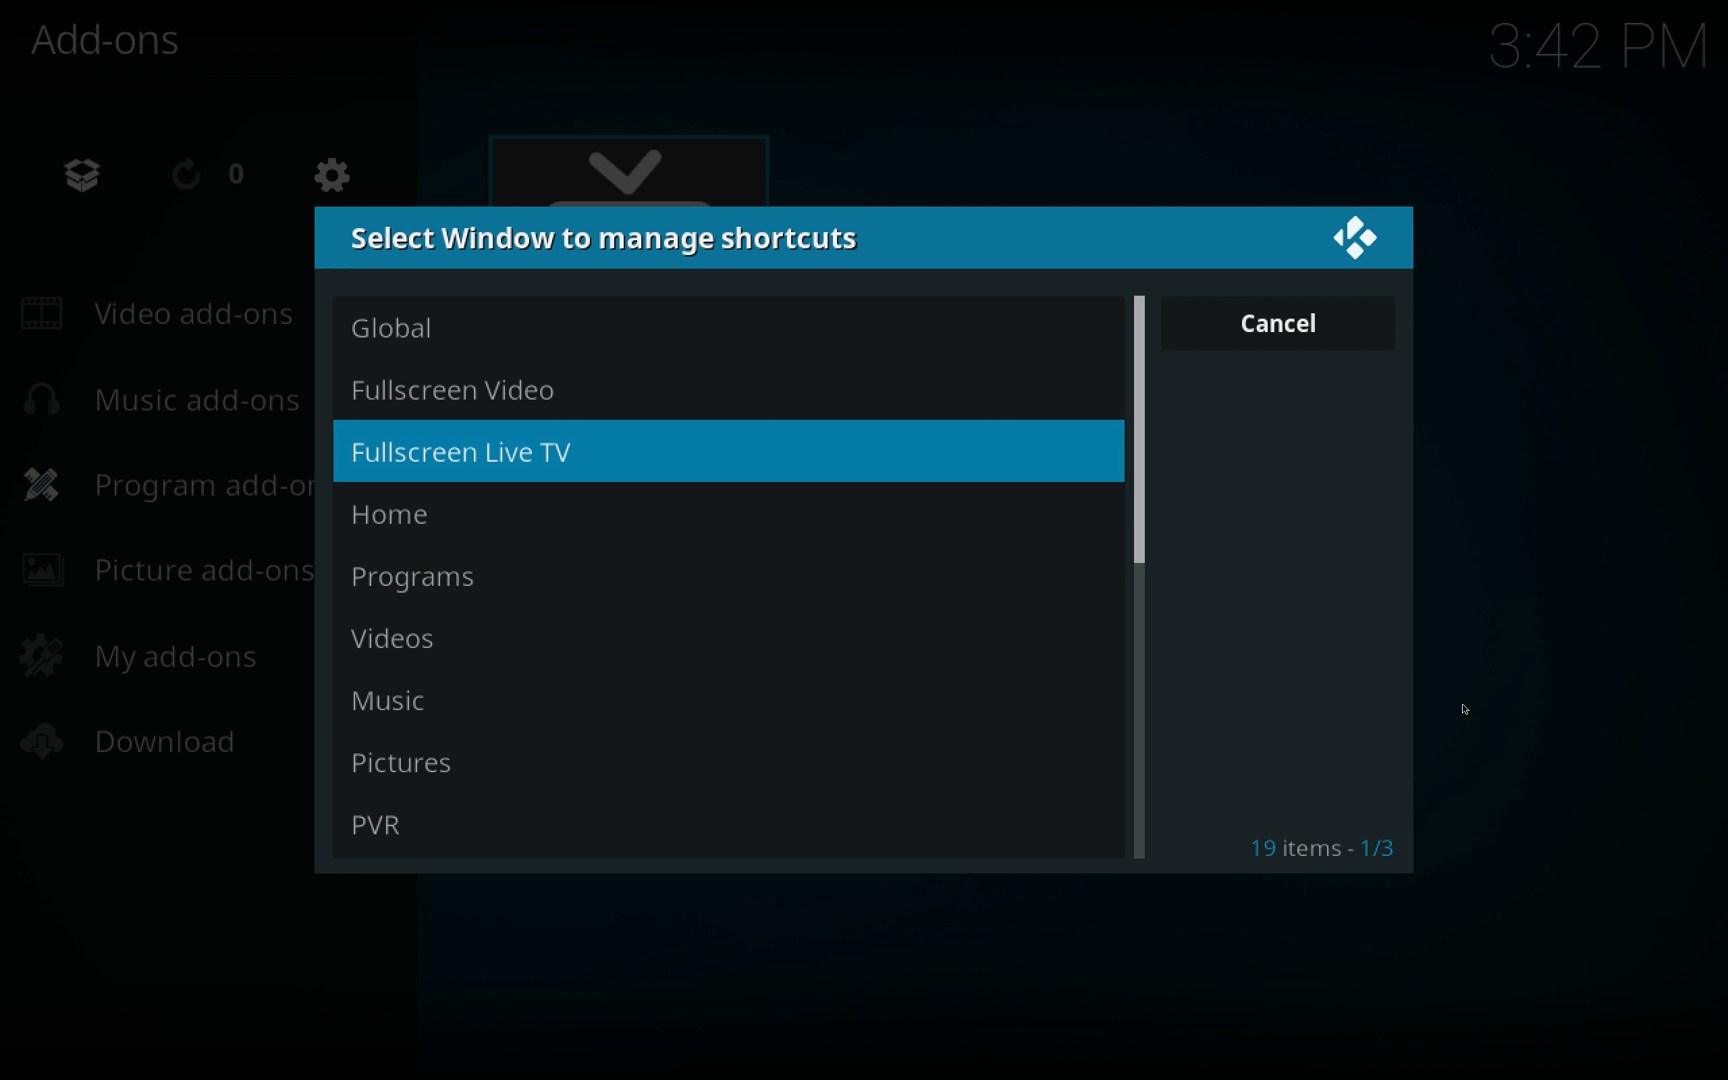 Add-ons
3:42 PM
0
Select Window to manage shortcuts
Video add-ons
Music add-ons
Program add-or
Picture add-ons
My add-ons
Download
Global
Fullscreen Video
Fullscreen Live TV
Home
Programs
Videos
Music
Pictures
PVR
Cancel
19 items - 1/3